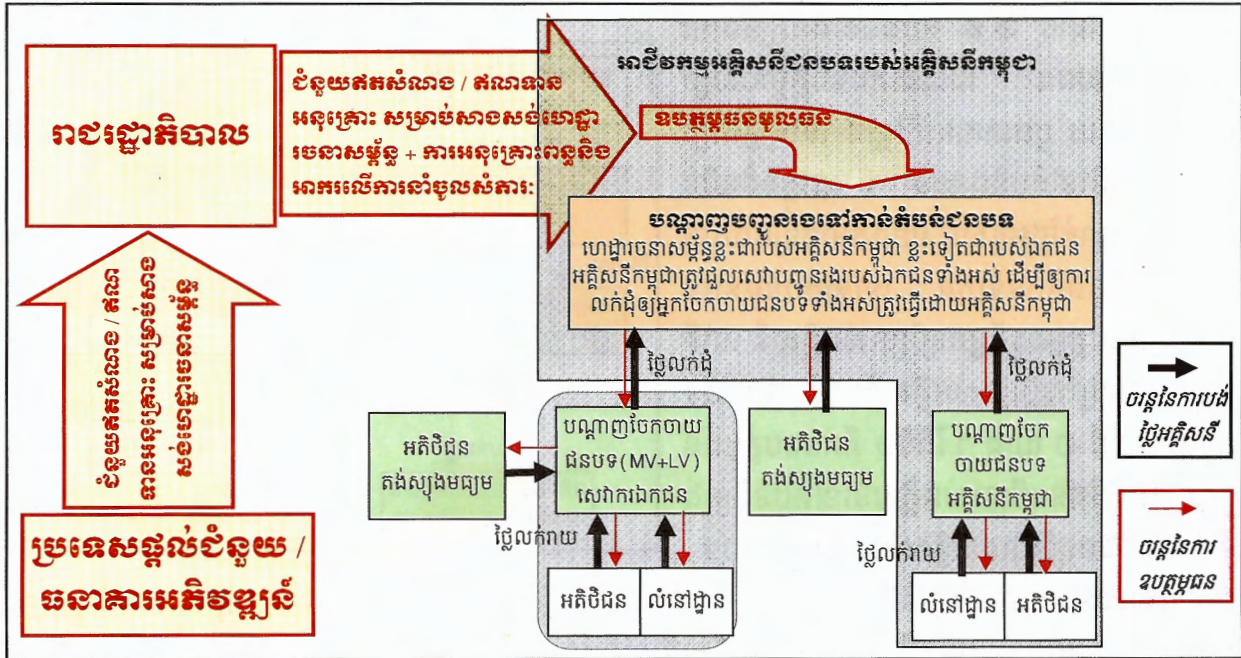 រាជរដ្ឋាភិបាល
ជំនួយឥតសំណង / ឥណទាន
អនុគ្រោះ សម្រាប់សាងសង់ហេដ្ឋា
រចនាសម្ព័ន្ធ + ការអនុគ្រោះពន្ធនិង
អាករលើការនាំចូលសំភារៈ
អាជីវកម្មអគ្គិសនីជនបទរបស់អគ្គិសនីកម្ពុជា
ឧបត្ថម្ភធនមូលធន
បណ្តាញបញ្ជូនរងទៅកាន់តំបន់ជនបទ
ហេដ្ឋារចនាសម្ព័ន្ធខ្លះជារបស់អគ្គិសនីកម្ពុជា ខ្លះទៀតជារបស់ឯកជន
អគ្គិសនីកម្ពុជាត្រូវជួលសេវាបញ្ជូនរងរបស់ឯកជនទាំងអស់ ដើម្បីឲ្យការ
លក់ដុំឲ្យអ្នកចែកចាយជនបទទាំងអស់ត្រូវធ្វើដោយអគ្គិសនីកម្ពុជា
ជំនួយឥតសំណង / ឥណ
ទានអនុគ្រោះ សម្រាប់សាង
សង់ហេដ្ឋារចនាសម្ព័ន្ធ
ប្រទេសផ្តល់ជំនួយ /
ធនាគារអភិវឌ្ឍន៍
ថ្លៃលក់ដុំ
ថ្លៃលក់ដុំ
អតិថិជន
តង់ស្យុងមធ្យម
បណ្តាញចែកចាយ
ជនបទ(MV+LV)
សេវាករឯកជន
អតិថិជន
តង់ស្យុងមធ្យម
បណ្តាញចែក
ចាយជនបទ
អគ្គិសនីកម្ពុជា
ថ្លៃលក់រាយ
ថ្លៃលក់រាយ
អតិថិជន
លំនៅដ្ឋាន
លំនៅដ្ឋាន
អតិថិជន
ចរន្តនៃការបង់
ថ្លៃអគ្គិសនី
ចរន្តនៃការ
ឧបត្ថម្ភធន